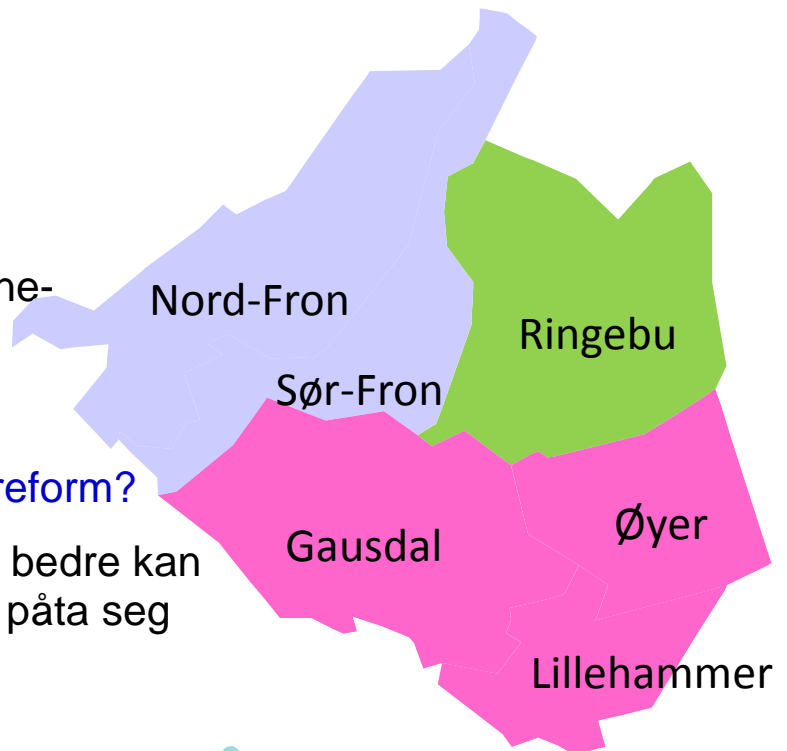 ne-
Nord-Fron
Ringebu
Sør-Fron
reform?
Øyer
Gausdal
bedre kan
påta seg
Lillehammer